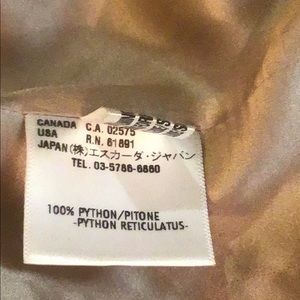 CANADA C.A. 02575
USA R.N. 81891
JAPAN (株)エスカーダ・ジャパン
TEL. 03-5786-6860
100% PYTHON/PITONE
-PYTHON RETICULATUS-